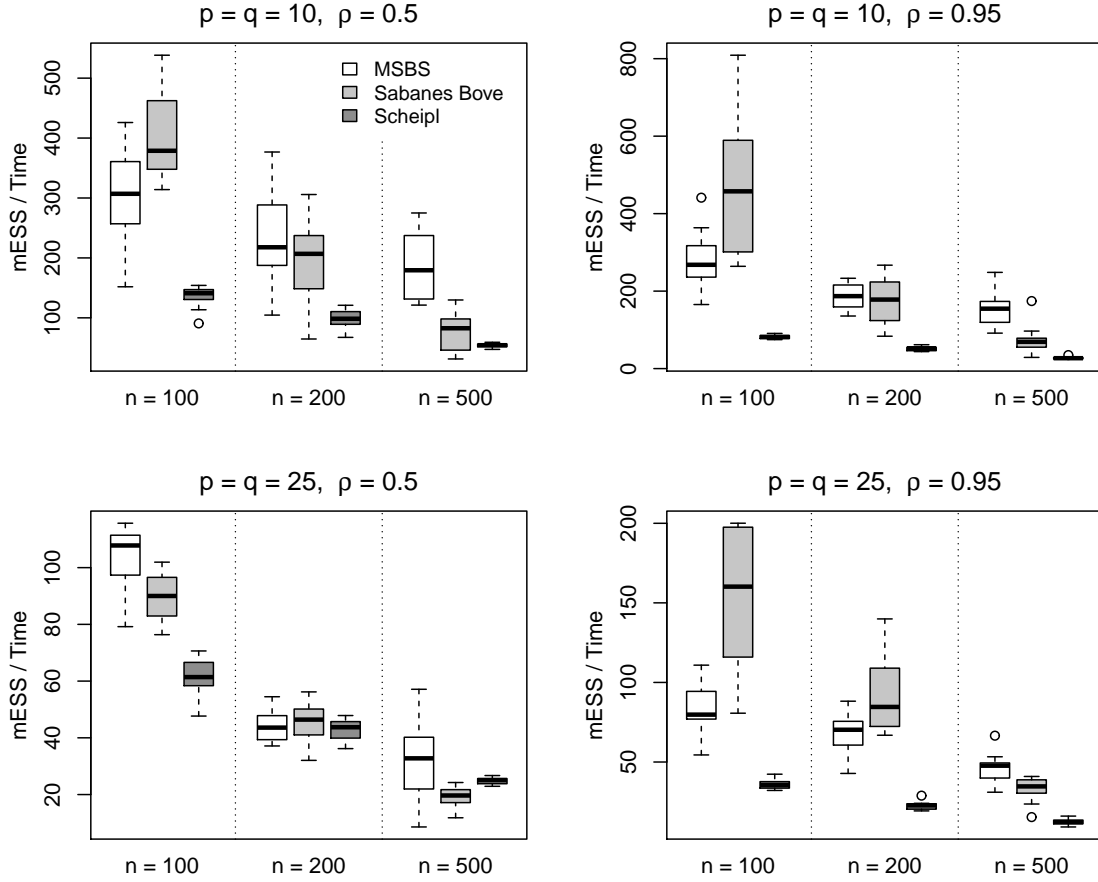 p = q = 10, ρ = 0.5
mESS / Time
500
400
300
200
100
MSBS
Sabanes Bove
Scheipl
n = 100
n = 200
n = 500
p = q = 10, ρ = 0.95
mESS / Time
800
600
400
200
0
n = 100
n = 200
n = 500
p = q = 25, ρ = 0.5
mESS / Time
100
80
60
40
20
n = 100
n = 200
n = 500
p = q = 25, ρ = 0.95
mESS / Time
200
150
100
50
n = 100
n = 200
n = 500